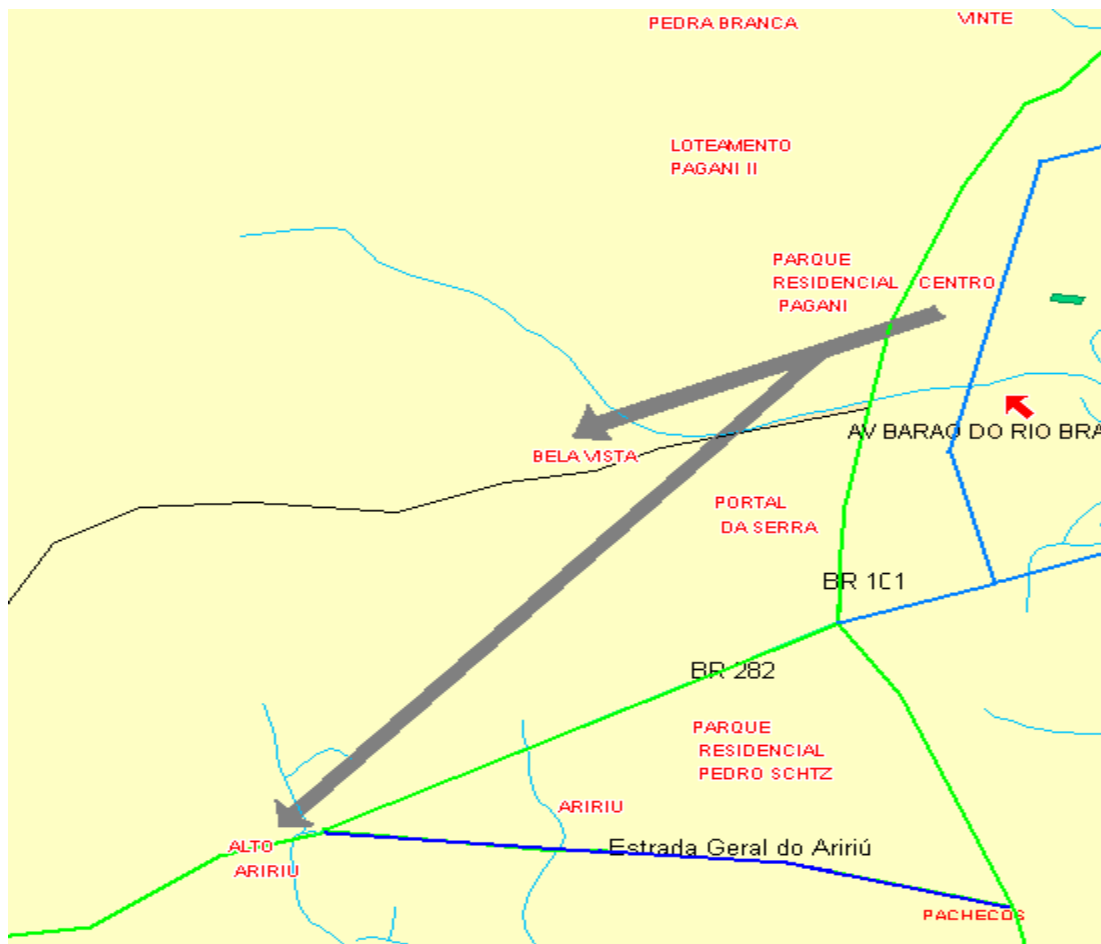 PEDRA BRANCA
VINTE
LOTEAMENTO
PAGANI II
PARQUE
RESIDENCIAL
PAGANI
CENTRO
AV BARAO DO RIO BRA
BELA VISTA
PORTAL
DA SERRA
BR 101
BR 282
PARQUE
RESIDENCIAL
PEDRO SCHTZ
ARIRIU
ALTO
ARIRIU
Estrada Geral do Aririú
PACHECOS